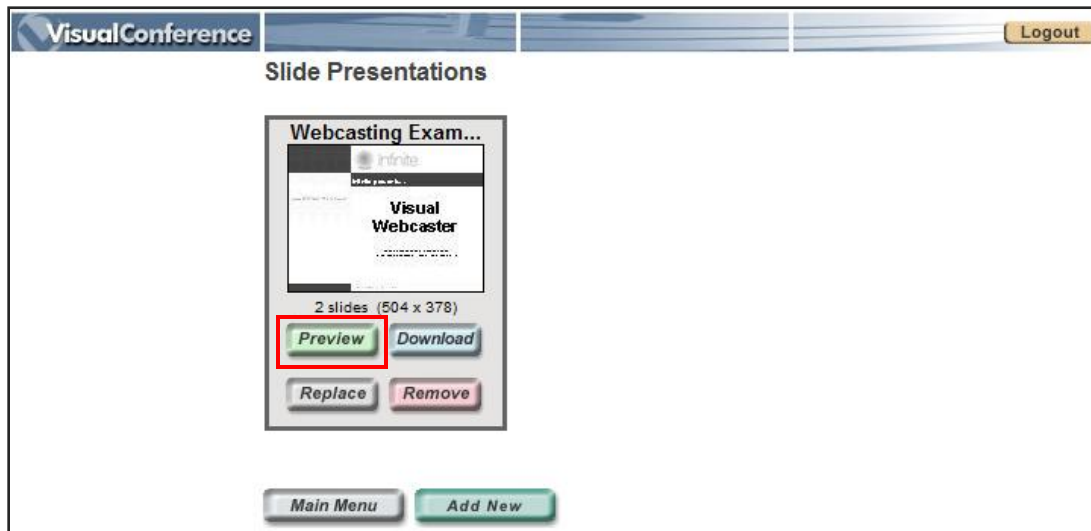 VisualConference
Logout
Slide Presentations
Webcasting Exam...
infinite
Visual
Webcaster
2 slides (504 x 378)
Preview Download
Replace Remove
Main Menu Add New